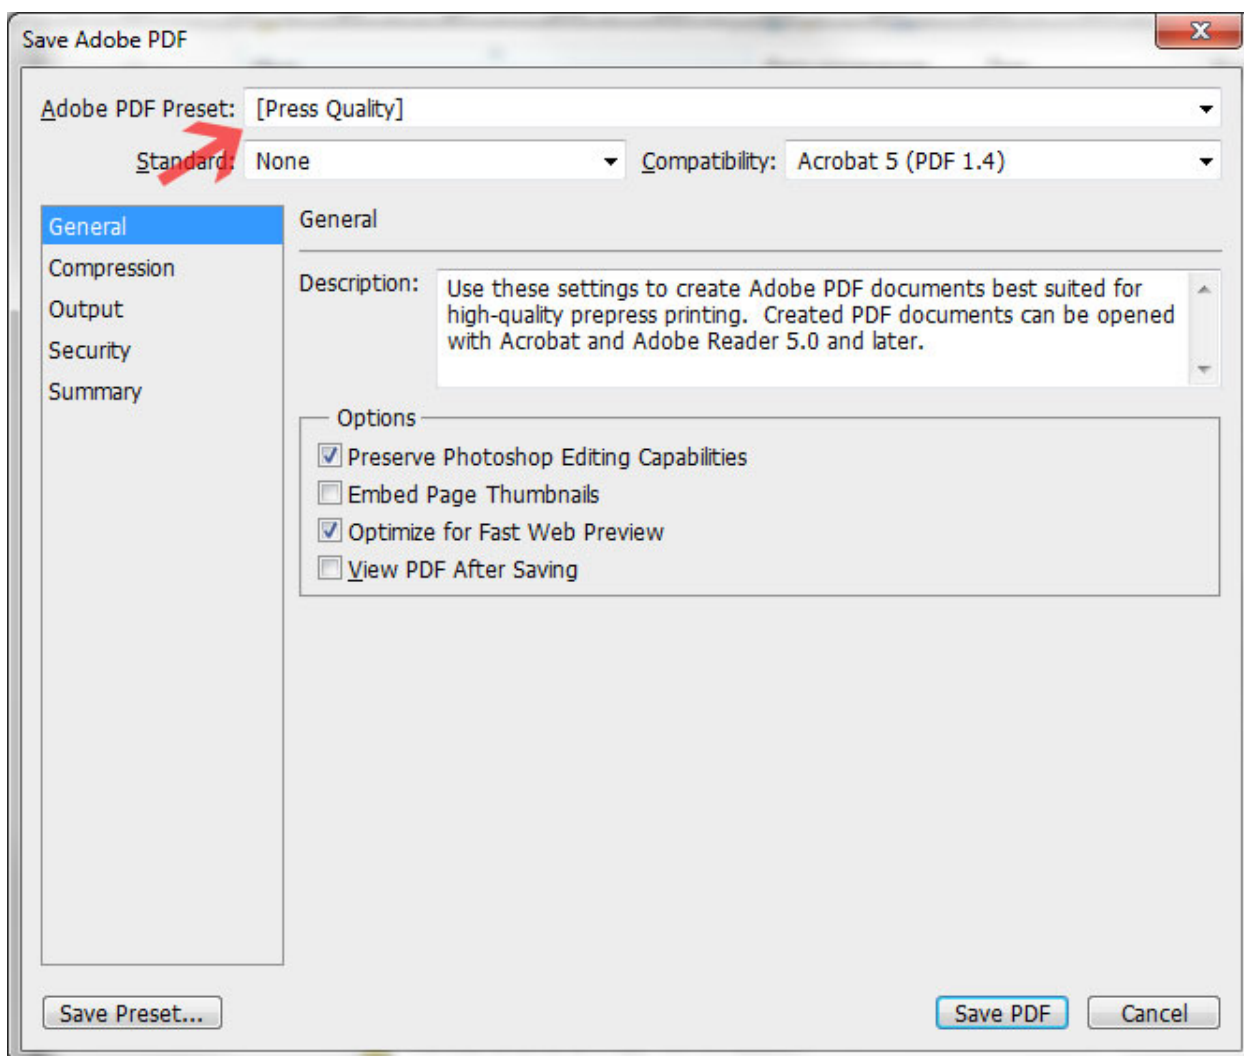 Save Adobe PDF
Adobe PDF Preset: [Press Quality]
Standard: None Compatibility: Acrobat 5 (PDF 1.4)
General
Compression
Output
Security
Summary
General
Description: Use these settings to create Adobe PDF documents best suited for
high-quality prepress printing. Created PDF documents can be opened
with Acrobat and Adobe Reader 5.0 and later.
Options
Preserve Photoshop Editing Capabilities
Embed Page Thumbnails
Optimize for Fast Web Preview
View PDF After Saving
Save Preset... Save PDF Cancel